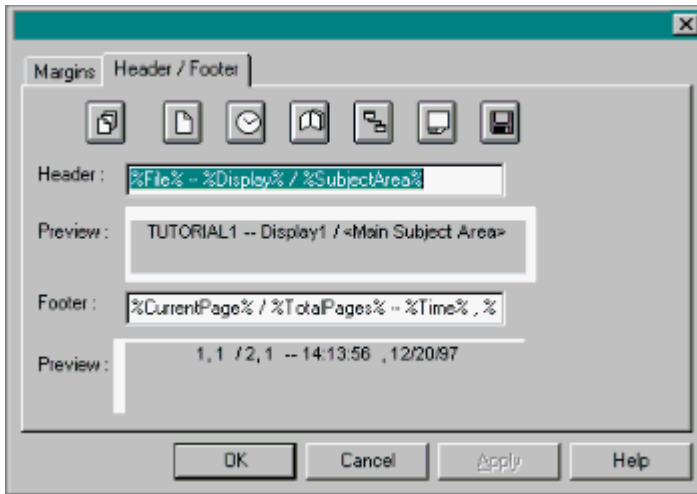 Margins Header / Footer
Header : %File% -- %Display% / %SubjectArea%
Preview : TUTORIAL1 -- Display1 / <Main Subject Area>
Footer : %CurrentPage% / %TotalPages% -- %Time% , %
Preview : 1, 1 / 2, 1 -- 14:13:56 , 12/20/97
OK Cancel Apply Help